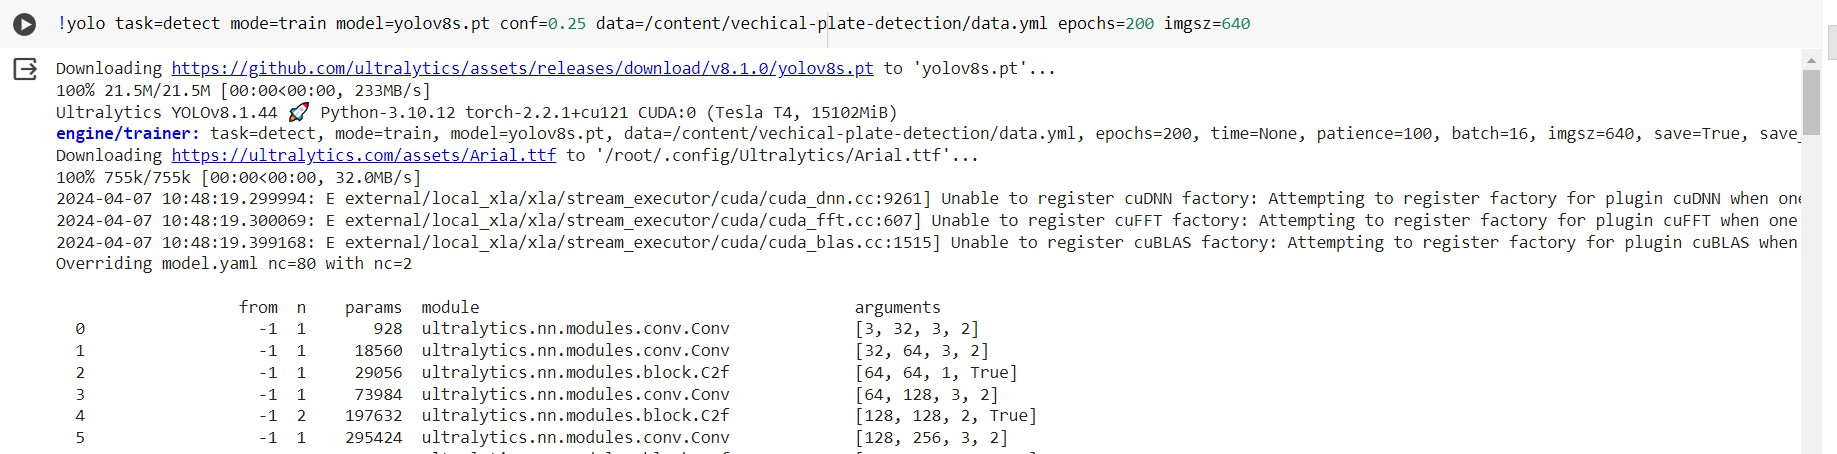 !yolo task=detect mode=train model=yolov8s.pt conf=0.25 data=/content/vechical-plate-detection/data.yml epochs=200 imgsz=640
Downloading https://github.com/ultralytics/assets/releases/download/v8.1.0/yolov8s.pt to 'yolov8s.pt'...
100% 21.5M/21.5M [00:00<00:00, 233MB/s]
Ultralytics YOLOv8.1.44 🚀 Python-3.10.12 torch-2.2.1+cu121 CUDA:0 (Tesla T4, 15102MiB)
engine/trainer: task=detect, mode=train, model=yolov8s.pt, data=/content/vechical-plate-detection/data.yml, epochs=200, time=None, patience=100, batch=16, imgsz=640, save=True, save_
Downloading https://ultralytics.com/assets/Arial.ttf to '/root/.config/Ultralytics/Arial.ttf'...
100% 755k/755k [00:00<00:00, 32.0MB/s]
2024-04-07 10:48:19.299994: E external/local_xla/xla/stream_executor/cuda/cuda_dnn.cc:9261] Unable to register cuDNN factory: Attempting to register factory for plugin cuDNN when one
2024-04-07 10:48:19.300069: E external/local_xla/xla/stream_executor/cuda/cuda_fft.cc:607] Unable to register cuFFT factory: Attempting to register factory for plugin cuFFT when one
2024-04-07 10:48:19.399168: E external/local_xla/xla/stream_executor/cuda/cuda_blas.cc:1515] Unable to register cuBLAS factory: Attempting to register factory for plugin cuBLAS when
Overriding model.yaml nc=80 with nc=2
from n params module arguments
0 -1 1 928 ultralytics.nn.modules.conv.Conv [3, 32, 3, 2]
1 -1 1 18560 ultralytics.nn.modules.conv.Conv [32, 64, 3, 2]
2 -1 1 29056 ultralytics.nn.modules.block.C2f [64, 64, 1, True]
3 -1 1 73984 ultralytics.nn.modules.conv.Conv [64, 128, 3, 2]
4 -1 2 197632 ultralytics.nn.modules.block.C2f [128, 128, 2, True]
5 -1 1 295424 ultralytics.nn.modules.conv.Conv [128, 256, 3, 2]